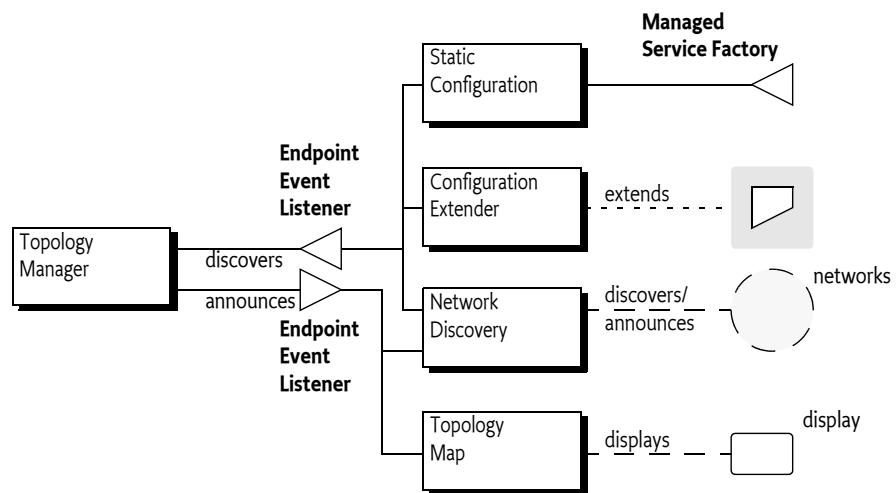 Managed
Service Factory
Static
Configuration
Endpoint
Event
Listener
Configuration
Extender
extends
Topology
Manager
discovers
announces
Endpoint
Event
Listener
Network
Discovery
discovers/
announces
networks
Topology
Map
displays
display